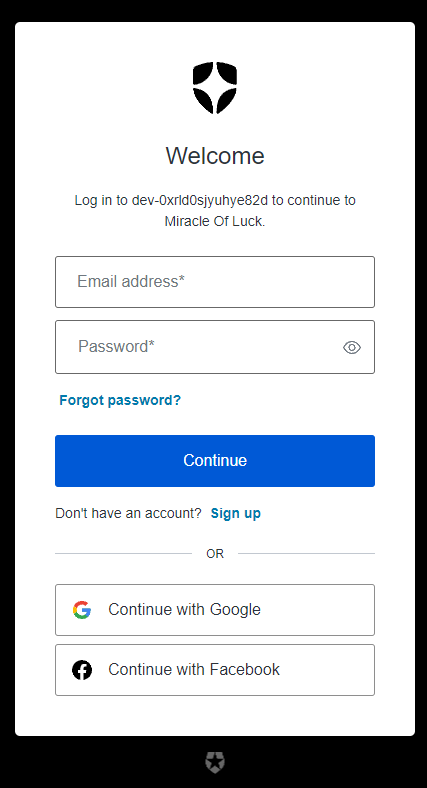 Welcome
Log in to dev-0xrld0sjyuhye82d to continue to
Miracle Of Luck.
Email address*
Password*
Forgot password?
Continue
Don't have an account? Sign up
OR
Continue with Google
Continue with Facebook